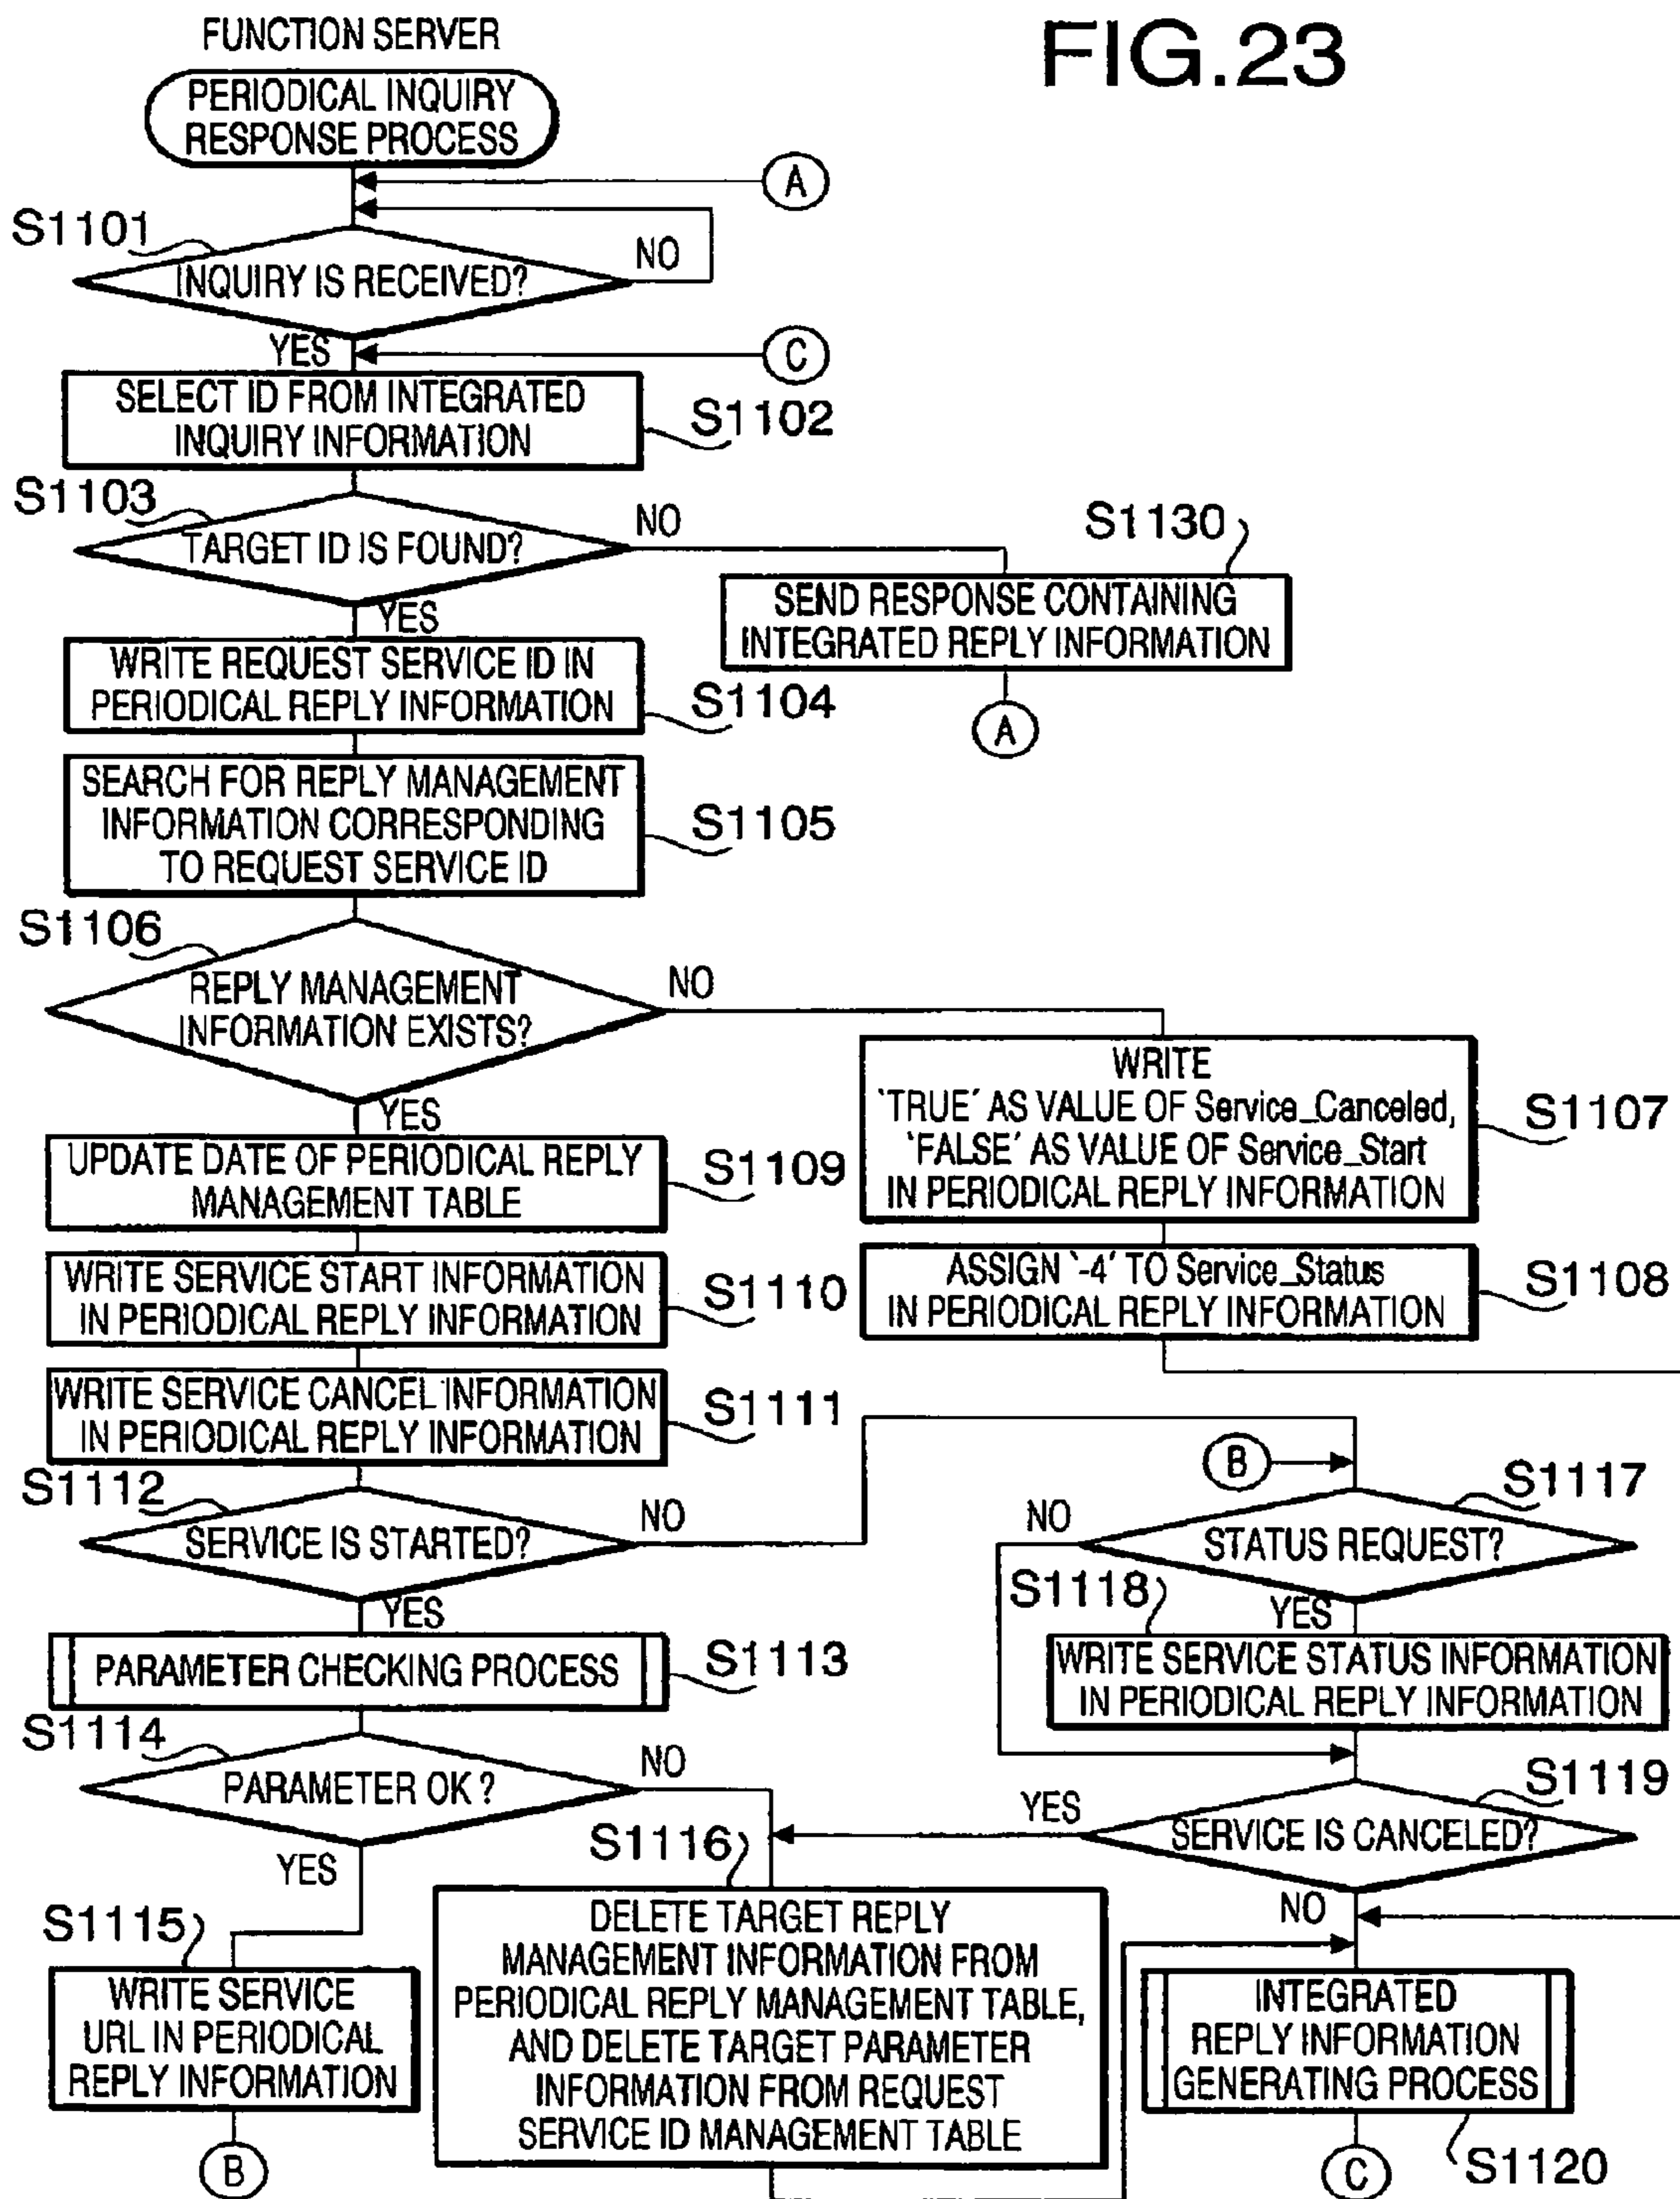 FUNCTION SERVER
FIG.23
PERIODICAL INQUIRY
RESPONSE PROCESS
A
S1101
INQUIRY IS RECEIVED?
NO
YES
C
SELECT ID FROM INTEGRATED
INQUIRY INFORMATION
S1102
S1103
TARGET ID IS FOUND?
NO
YES
S1130
SEND RESPONSE CONTAINING
INTEGRATED REPLY INFORMATION
A
WRITE REQUEST SERVICE ID IN
PERIODICAL REPLY INFORMATION
S1104
SEARCH FOR REPLY MANAGEMENT
INFORMATION CORRESPONDING
TO REQUEST SERVICE ID
S1105
S1106
REPLY MANAGEMENT
INFORMATION EXISTS?
NO
YES
WRITE
'TRUE' AS VALUE OF Service_Canceled,
'FALSE' AS VALUE OF Service_Start
IN PERIODICAL REPLY INFORMATION
S1107
ASSIGN '-4' TO Service_Status
IN PERIODICAL REPLY INFORMATION
S1108
UPDATE DATE OF PERIODICAL REPLY
MANAGEMENT TABLE
S1109
WRITE SERVICE START INFORMATION
IN PERIODICAL REPLY INFORMATION
S1110
WRITE SERVICE CANCEL INFORMATION
IN PERIODICAL REPLY INFORMATION
S1111
S1112
SERVICE IS STARTED?
NO
YES
B
S1117
STATUS REQUEST?
NO
YES
S1118
WRITE SERVICE STATUS INFORMATION
IN PERIODICAL REPLY INFORMATION
PARAMETER CHECKING PROCESS
S1113
S1114
PARAMETER OK?
NO
YES
S1119
SERVICE IS CANCELED?
YES
NO
S1115
WRITE SERVICE
URL IN PERIODICAL
REPLY INFORMATION
B
S1116
DELETE TARGET REPLY
MANAGEMENT INFORMATION FROM
PERIODICAL REPLY MANAGEMENT TABLE,
AND DELETE TARGET PARAMETER
INFORMATION FROM REQUEST
SERVICE ID MANAGEMENT TABLE
INTEGRATED
REPLY INFORMATION
GENERATING PROCESS
S1120
C